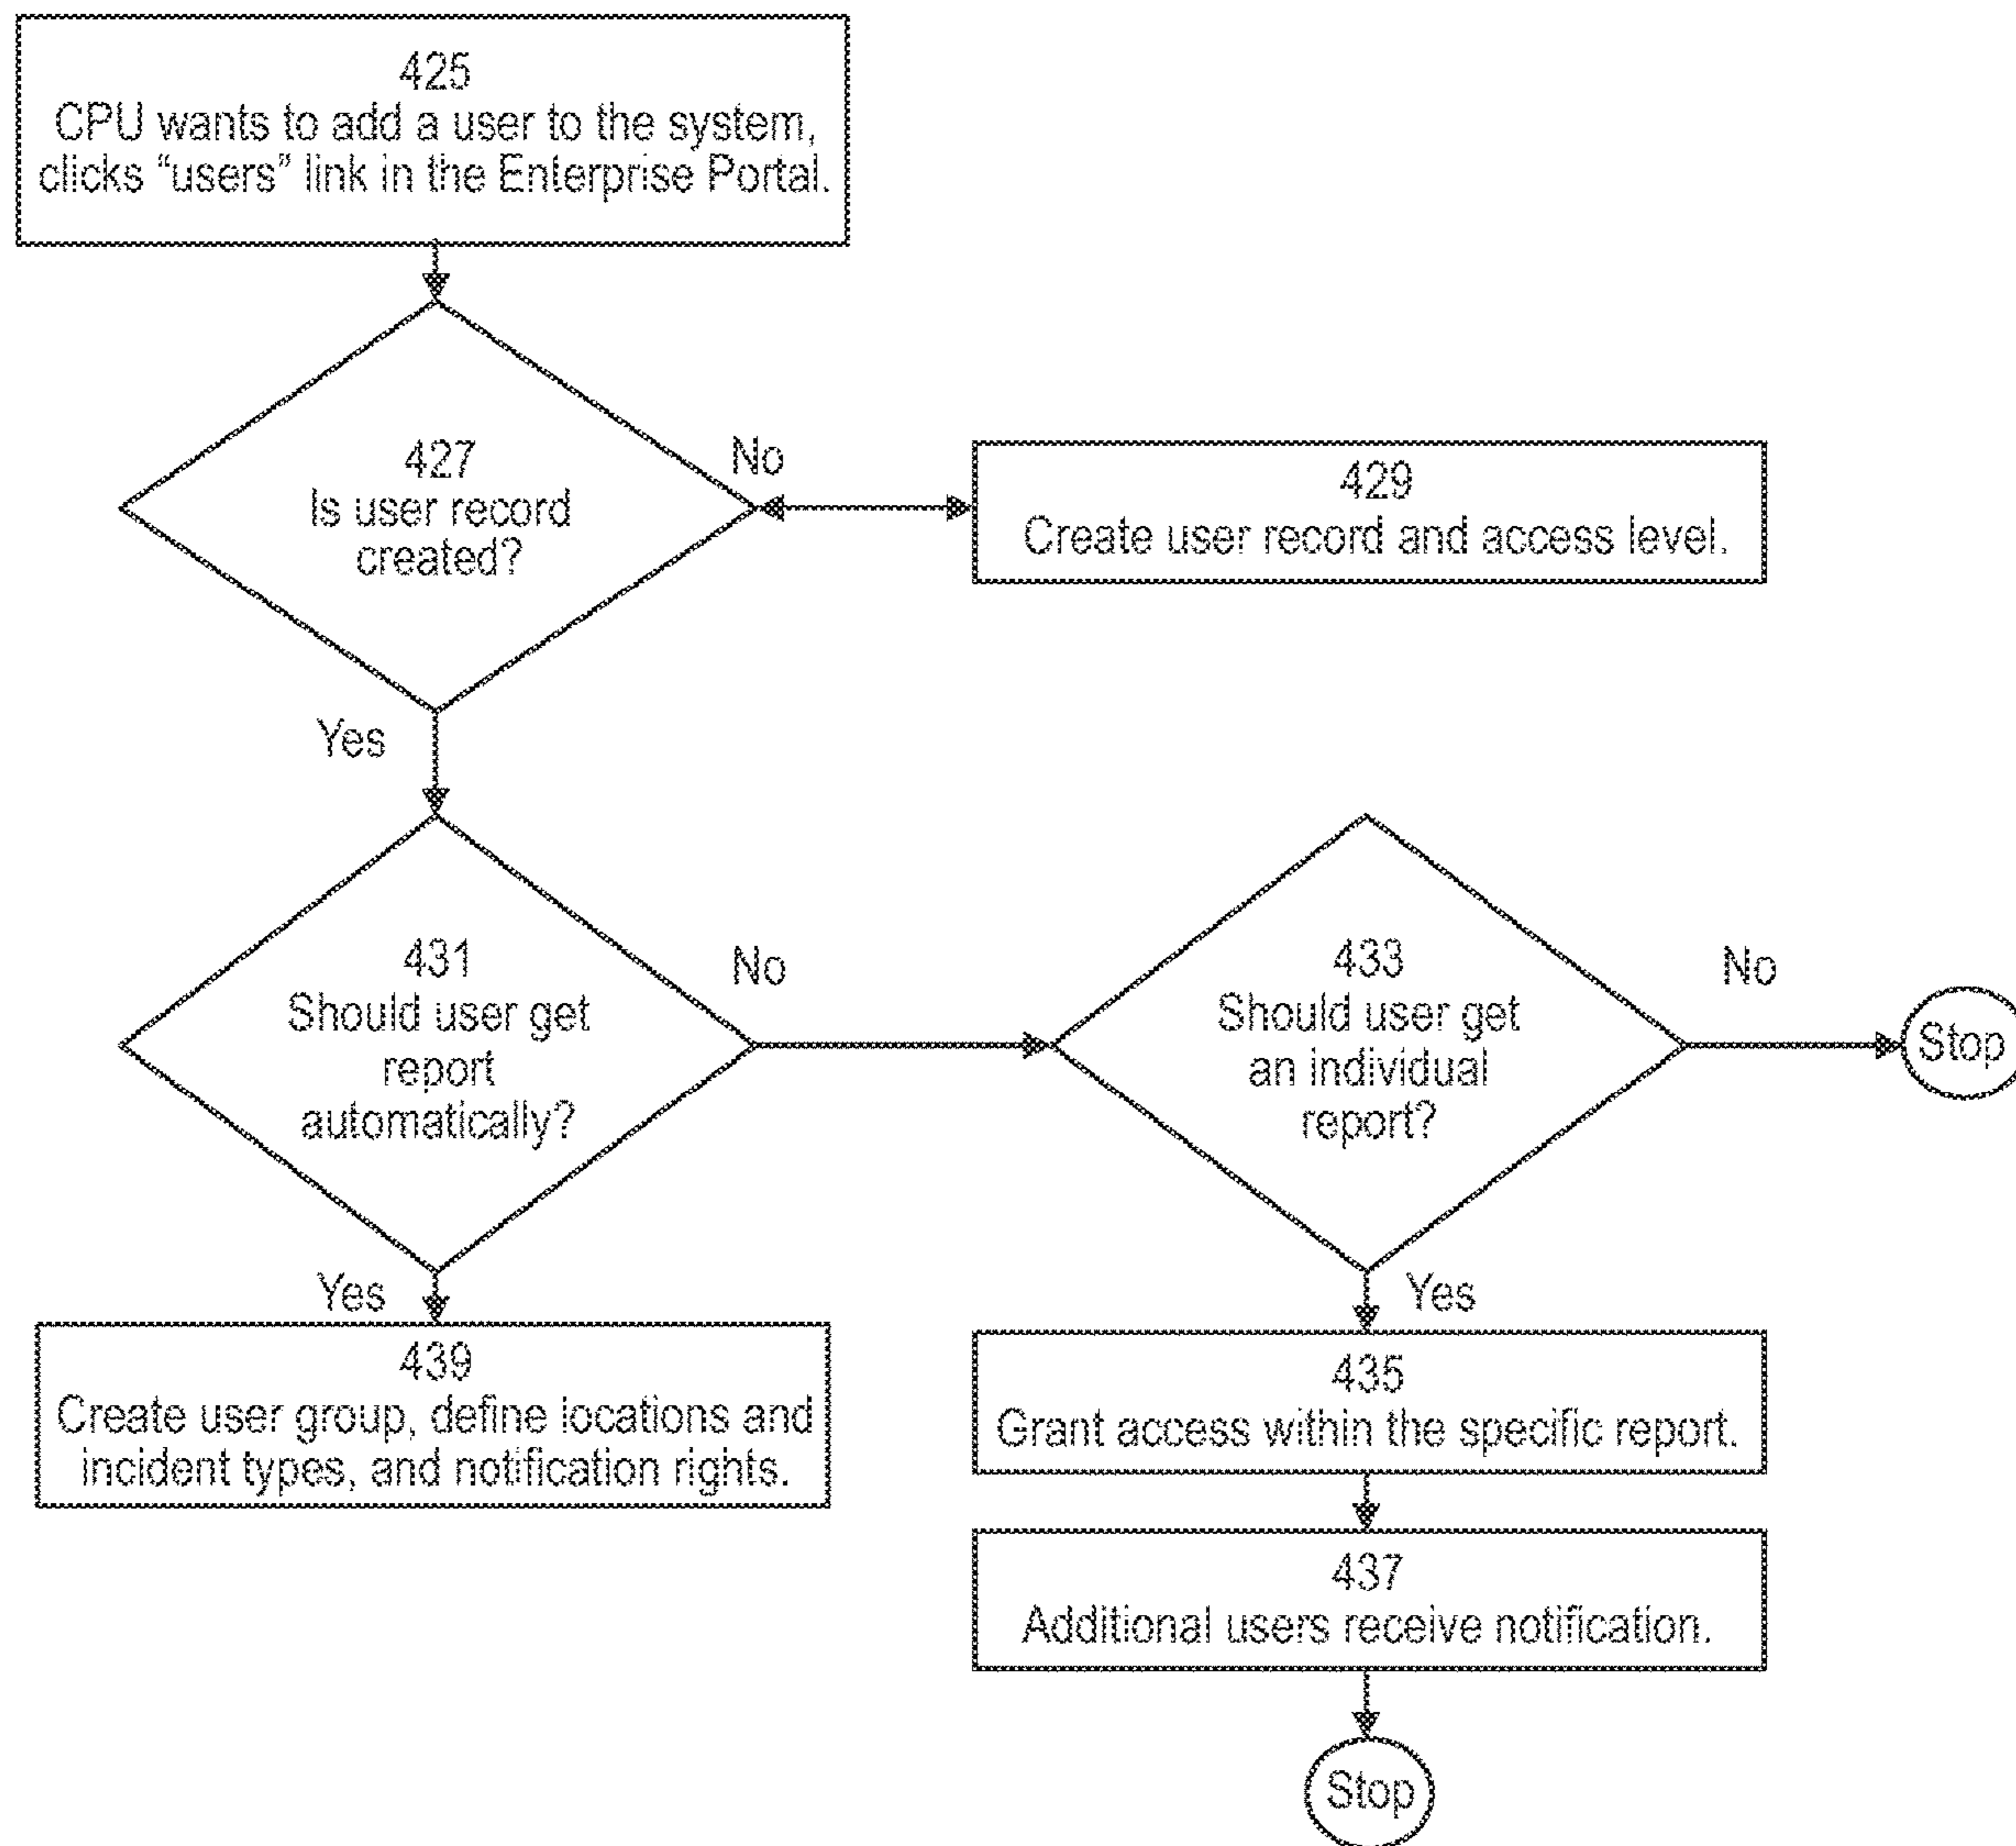 425
CPU wants to add a user to the system,
clicks “users” link in the Enterprise Portal.
427
Is user record
created?
No
429
Create user record and access level.
Yes
431
Should user get
report
automatically?
No
433
Should user get
an individual
report?
No
Stop
Yes
439
Create user group, define locations and
incident types, and notification rights.
Yes
435
Grant access within the specific report.
437
Additional users receive notification.
Stop